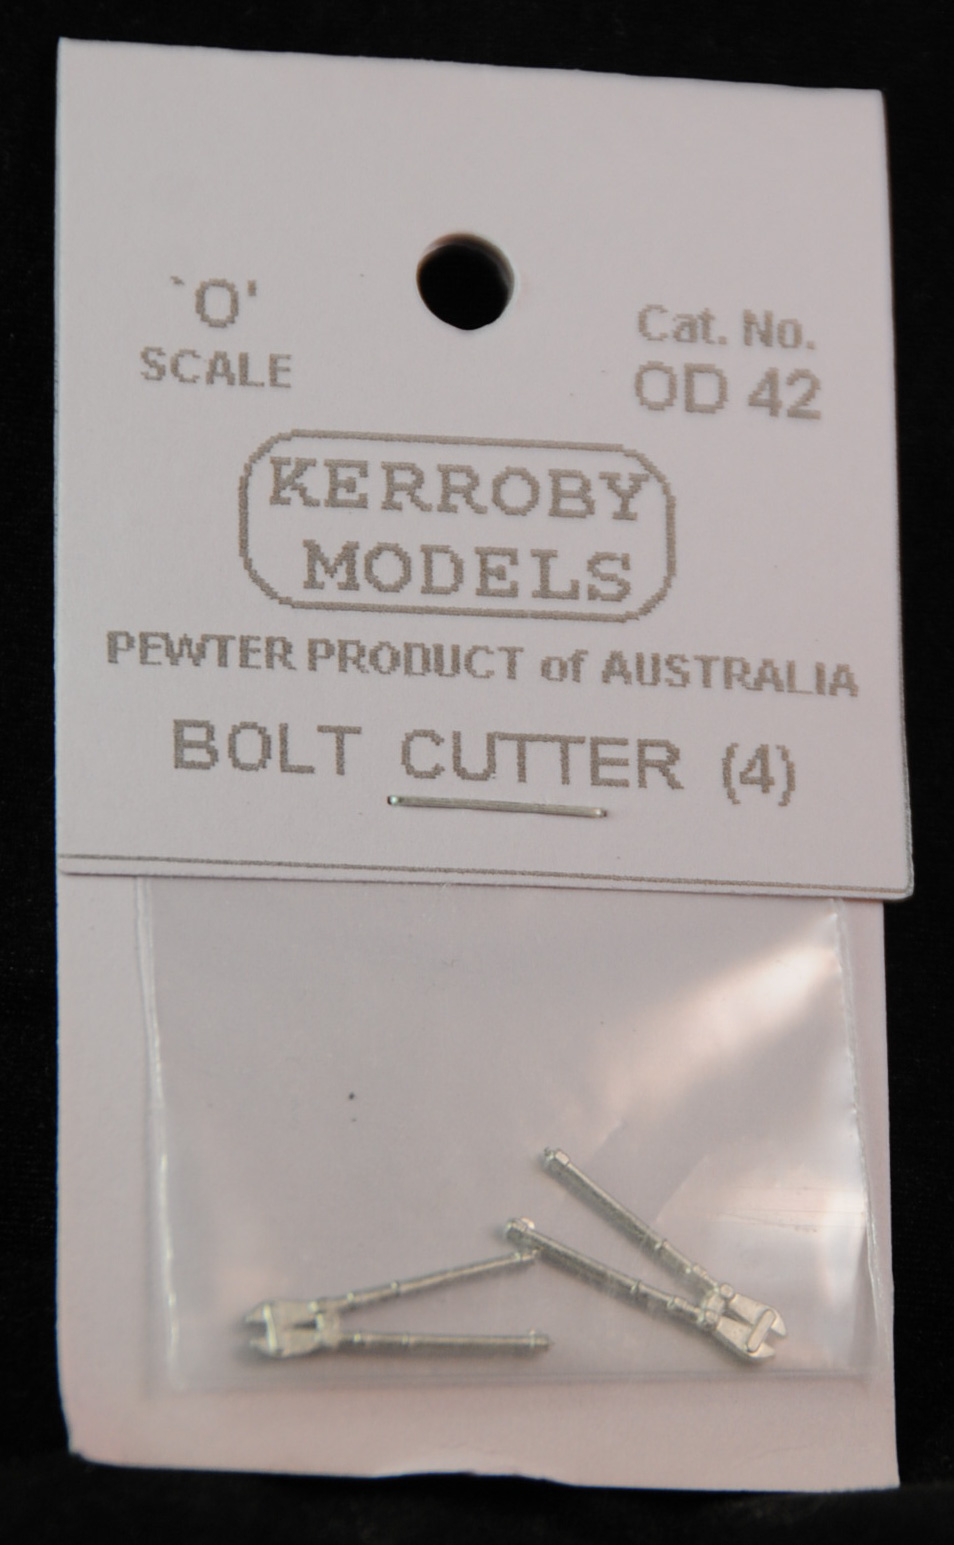 `O'
SCALE
Cat. No.
OD 42
KERROBY
MODELS
PEWTER PRODUCT of AUSTRALIA
BOLT CUTTER (4)